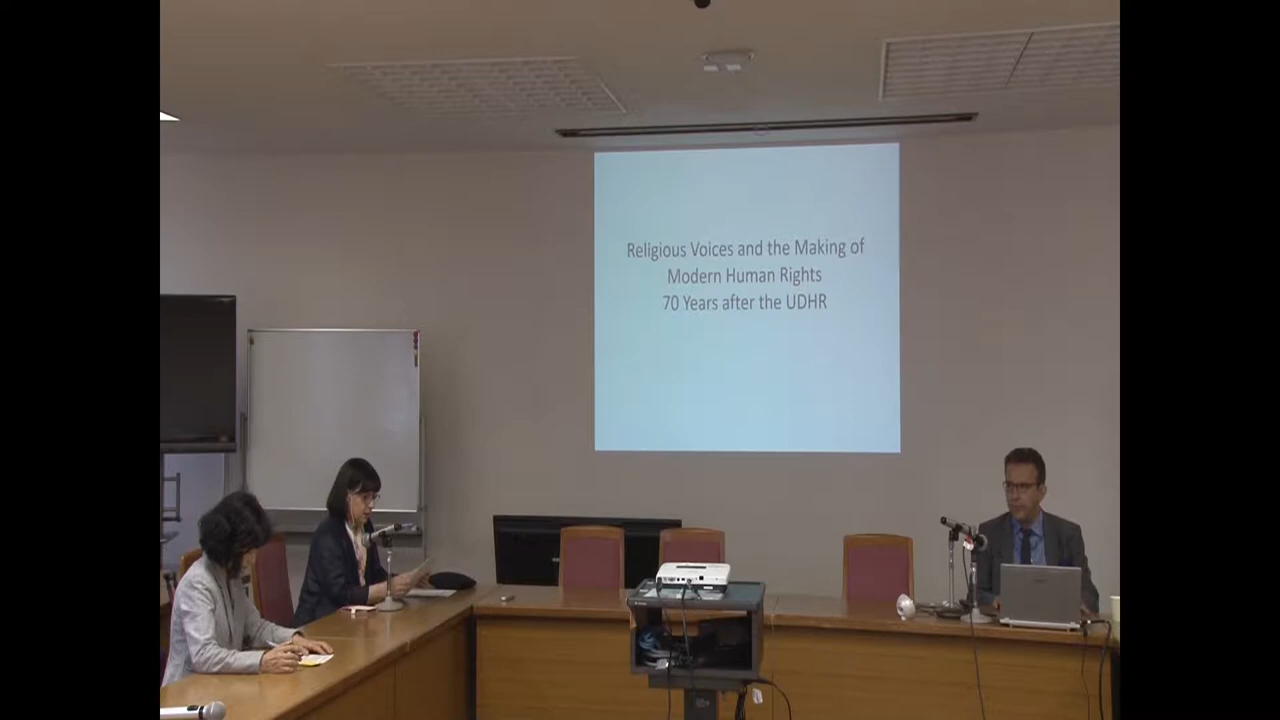 Religious Voices and the Making of
Modern Human Rights
70 Years after the UDHR